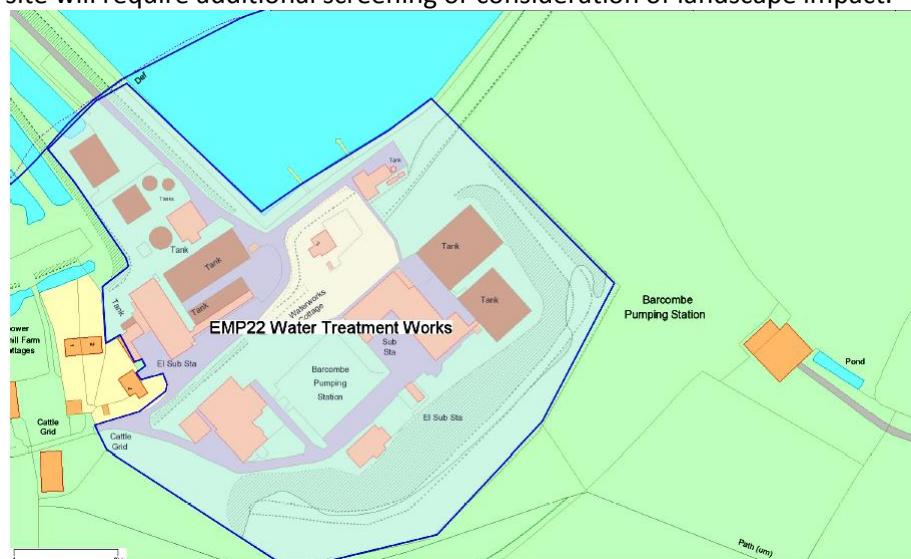 site will require additional screening or consideration of landscape impact.
Def
Tank
Tanks
Tank
Tank
Tank
Tank
Tank
Tank
Waterworks
Cottage
EMP22 Water Treatment Works
Barcombe
Pumping Station
El Sub Sta
Sub
Sta
Pond
Barcombe
Pumping
Station
El Sub Sta
Cattle
Grid
Cattle
Grid
Path (um)